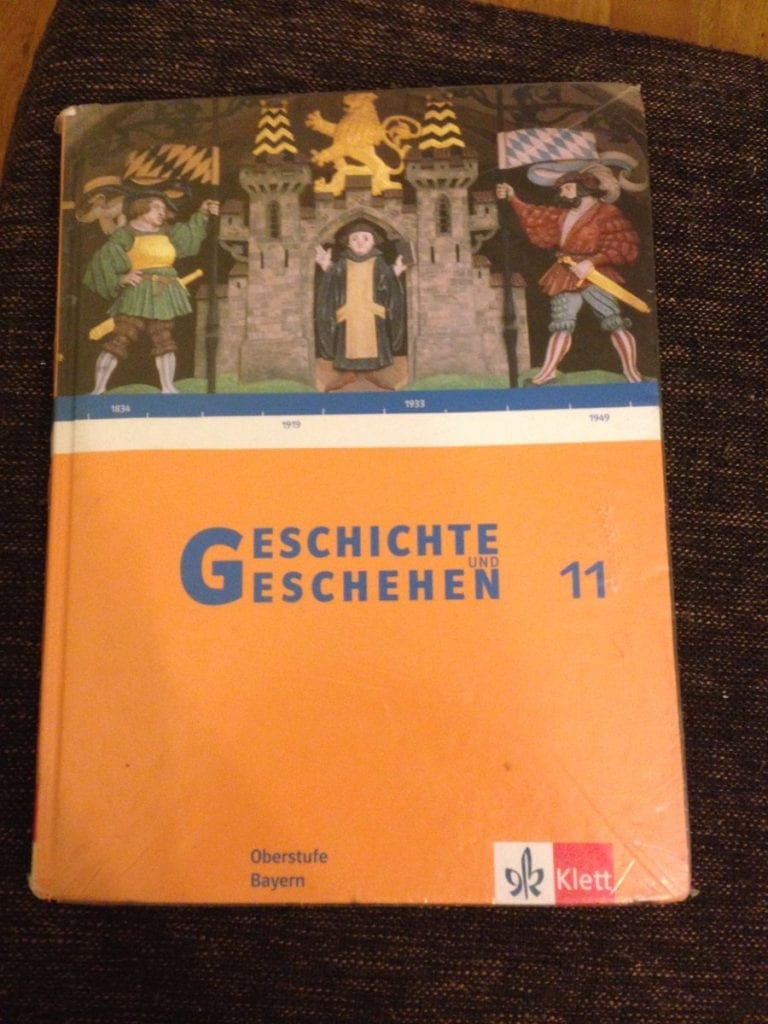 1834
1933
1919
1949
GESCHICHTE
UND
GESCHEHEN
11
Oberstufe
Bayern
Klett